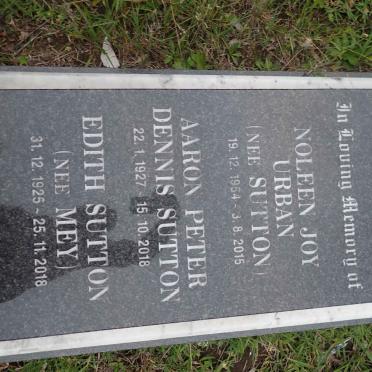 In Loving Memory of
NOLEEN JOY
URBAN
(NEE SUTTON)
19. 12. 1954 ~ 3. 8. 2015
AARON PETER
DENNIS SUTTON
22. 1. 1927 ~ 15. 10. 2018
EDITH SUTTON
(NEE MEY)
31. 12. 1925 ~ 25. 11. 2018